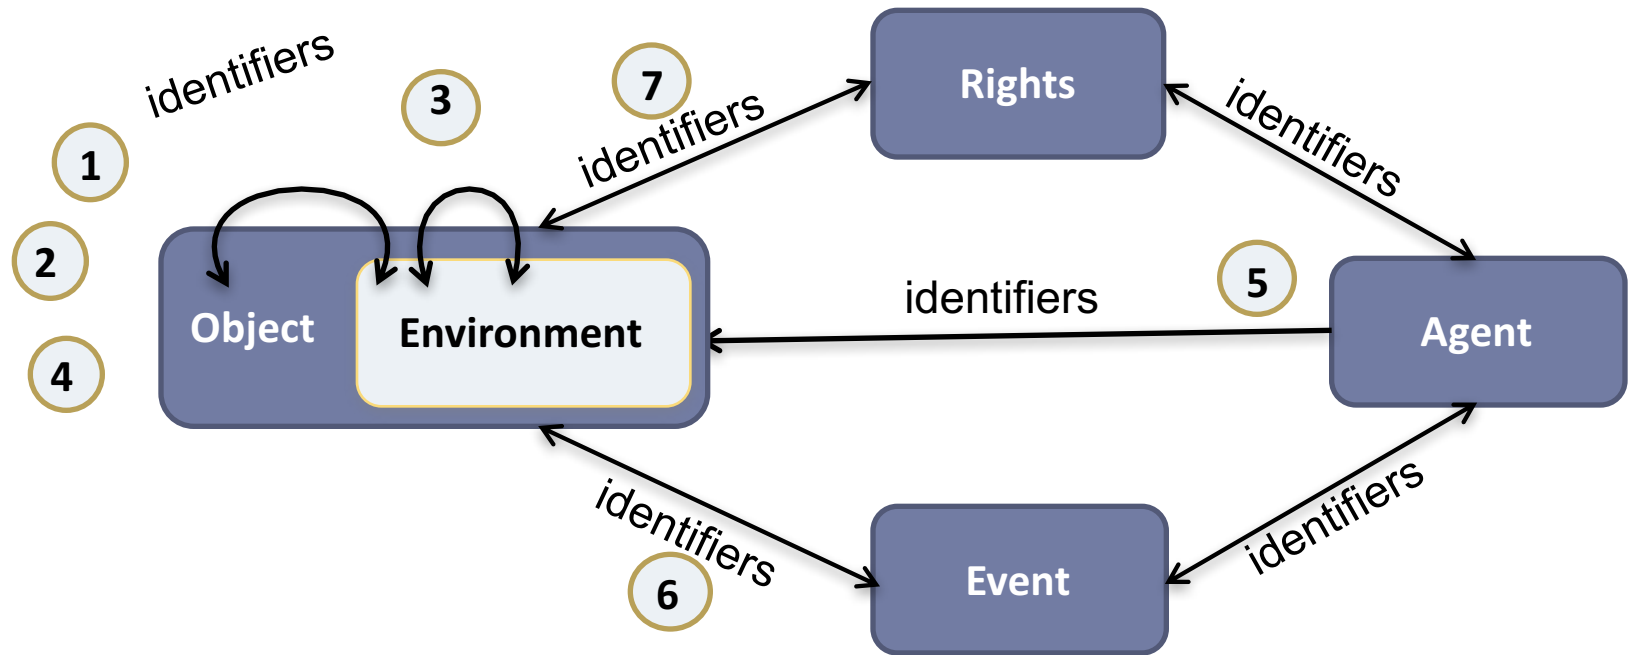 identifiers
3
7
identifiers
Rights
identifiers
1
2
4
Object
Environment
identifiers
5
Agent
identifiers
6
Event
identifiers